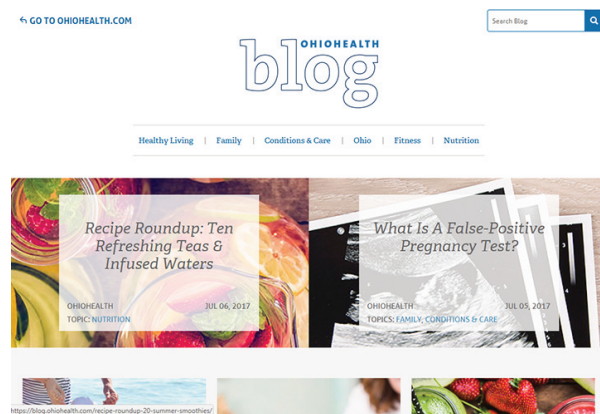 GO TO OHIOHEALTH.COM
Search Blog
OHIOHEALTH
blog
Healthy Living | Family | Conditions & Care | Ohio | Fitness | Nutrition
Recipe Roundup: Ten
Refreshing Teas &
Infused Waters
OHIOHEALTH JUL 06, 2017
TOPIC: NUTRITION
What Is A False-Positive
Pregnancy Test?
OHIOHEALTH JUL 05, 2017
TOPICS: FAMILY, CONDITIONS & CARE
https://blog.ohiohealth.com/recipe-roundup-20-summer-smoothies/